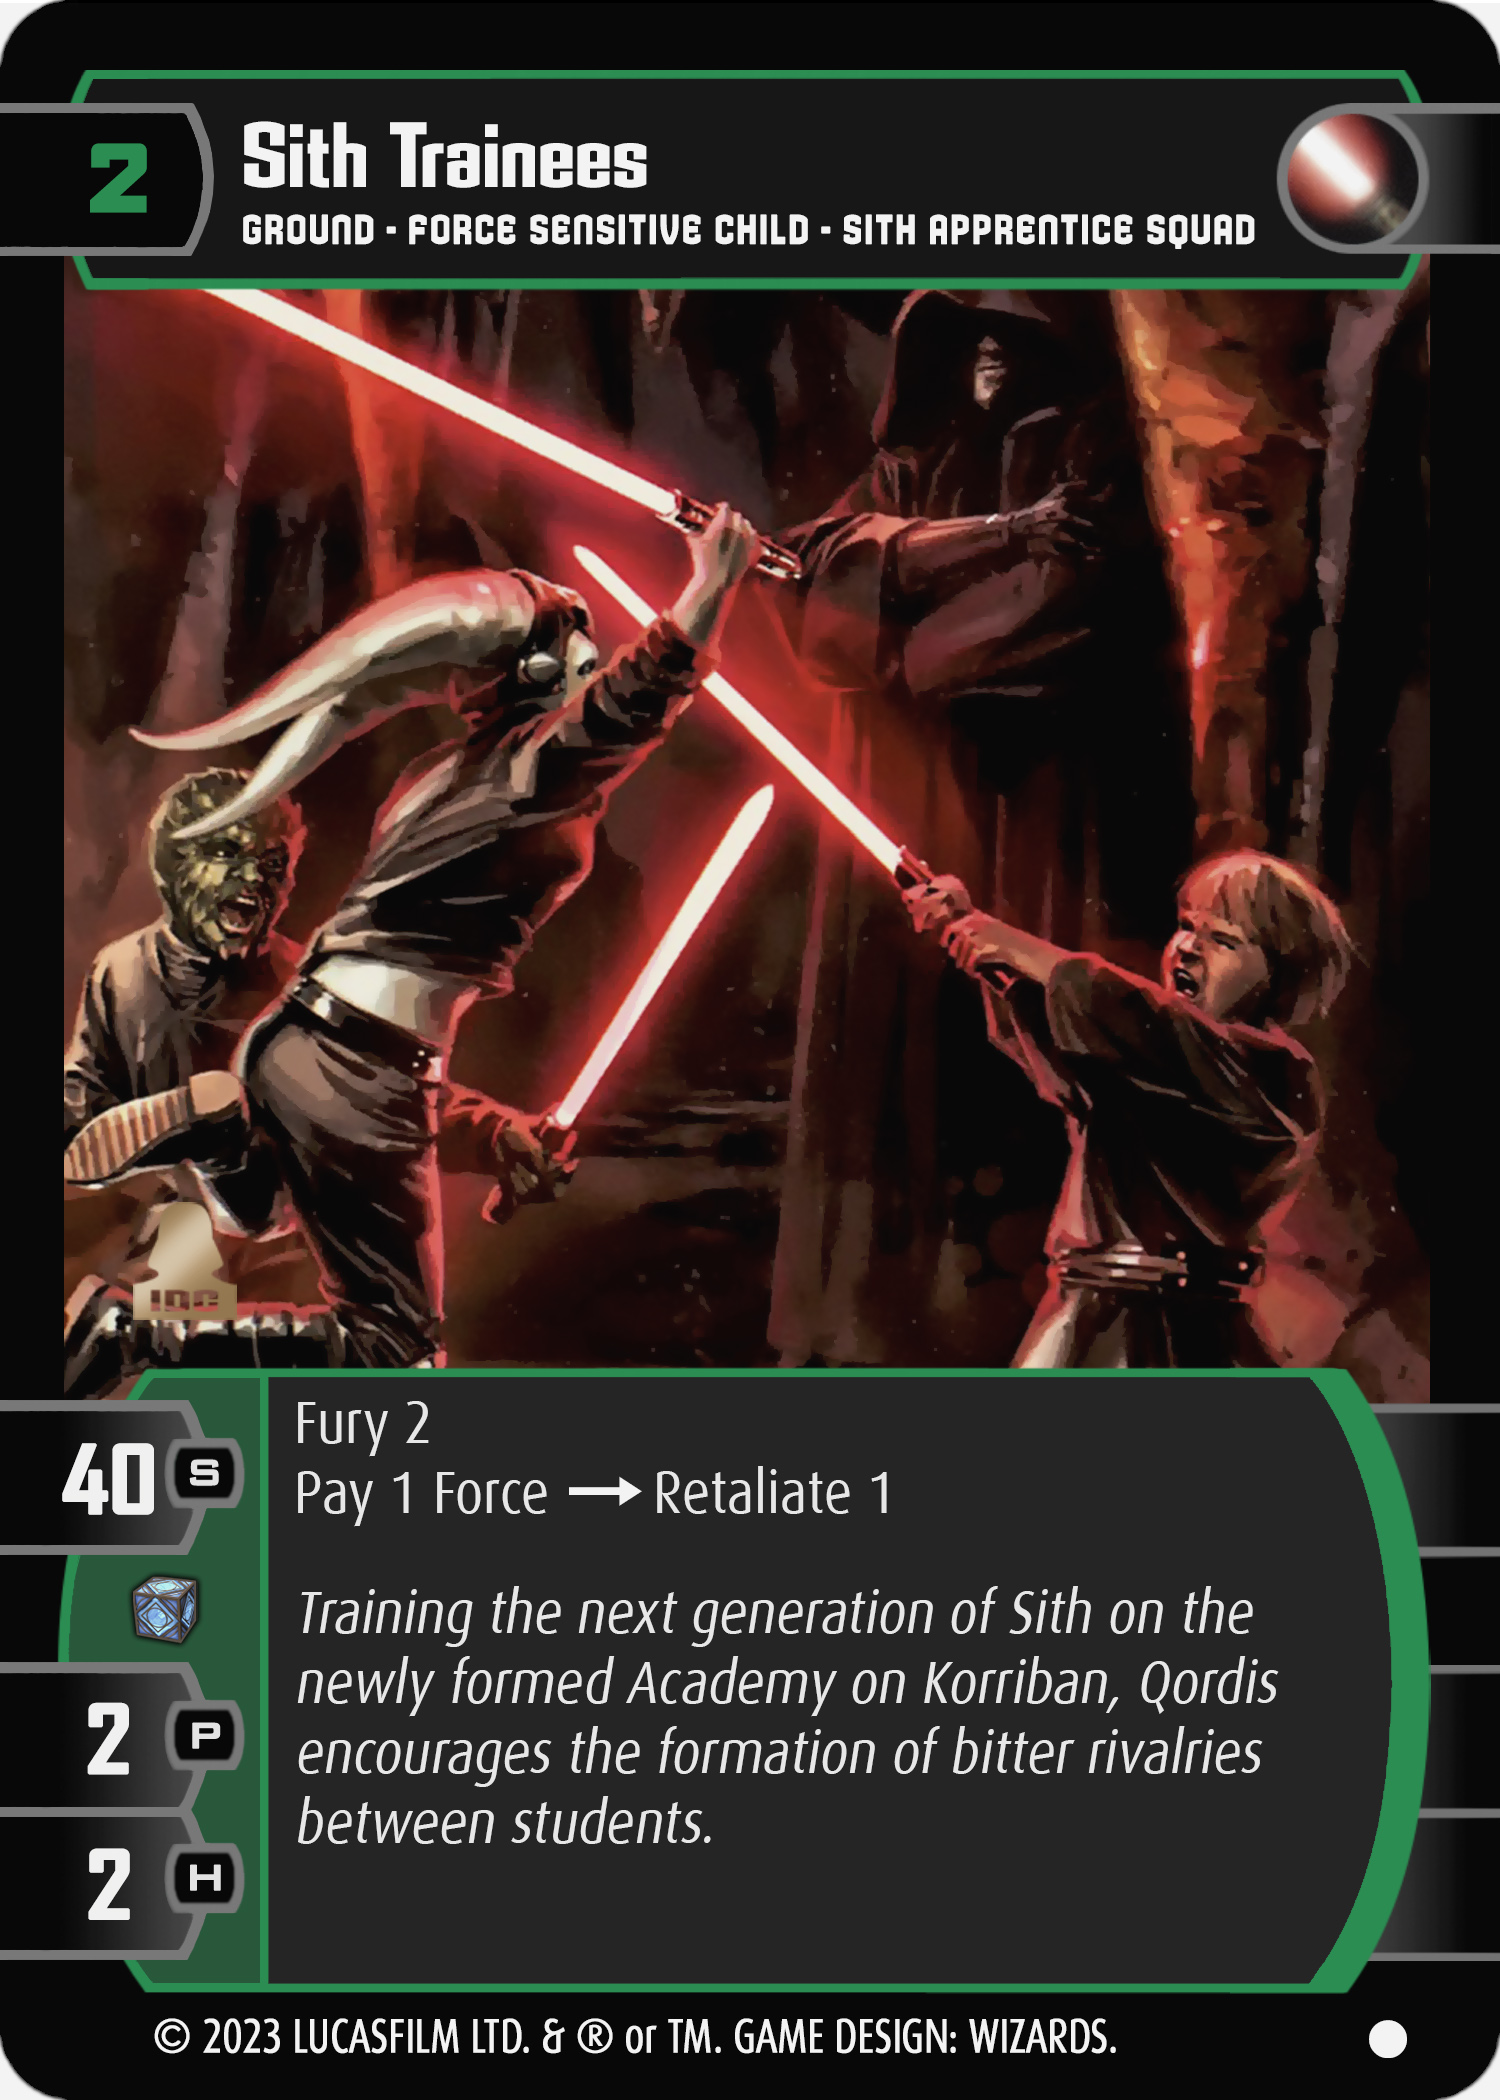 2
Sith Trainees
GROUND - FORCE SENSITIVE CHILD - SITH APPRENTICE SQUAD
IDC
40 S
Fury 2
Pay 1 Force → Retaliate 1
Training the next generation of Sith on the
newly formed Academy on Korriban, Qordis
encourages the formation of bitter rivalries
between students.
2 P
2 H
© 2023 LUCASFILM LTD. & ® or TM. GAME DESIGN: WIZARDS.